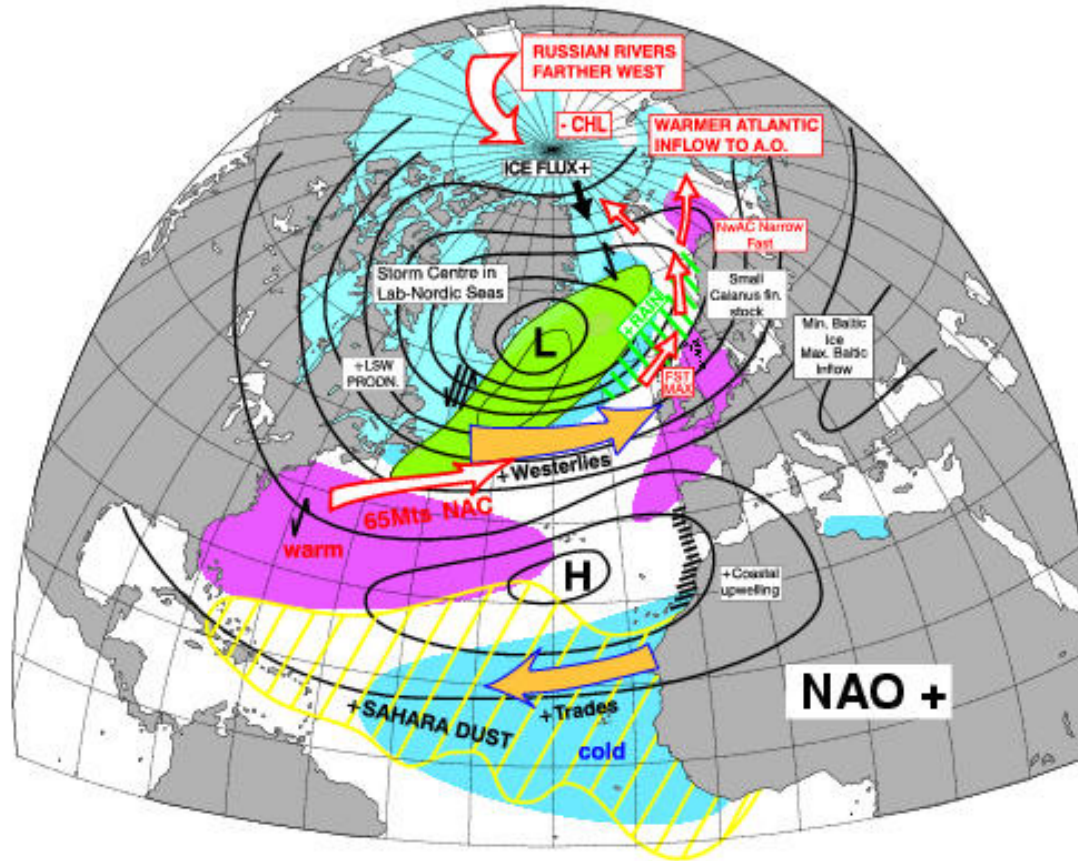 RUSSIAN RIVERS
FARTHER WEST
- CHL
WARMER ATLANTIC
INFLOW TO A.O.
ICE FLUX+
NwAC Narrow
Fast
Storm Centre in
Lab-Nordic Seas
Small
Calanus fin.
stock
+RAIN
Min. Baltic
Ice
Max. Baltic
Inflow
L
+LSW
PRODN.
FST
MAX
+Westerlies
65Mts NAC
warm
H
+Coastal
upwelling
NAO +
+SAHARA DUST
+Trades
cold